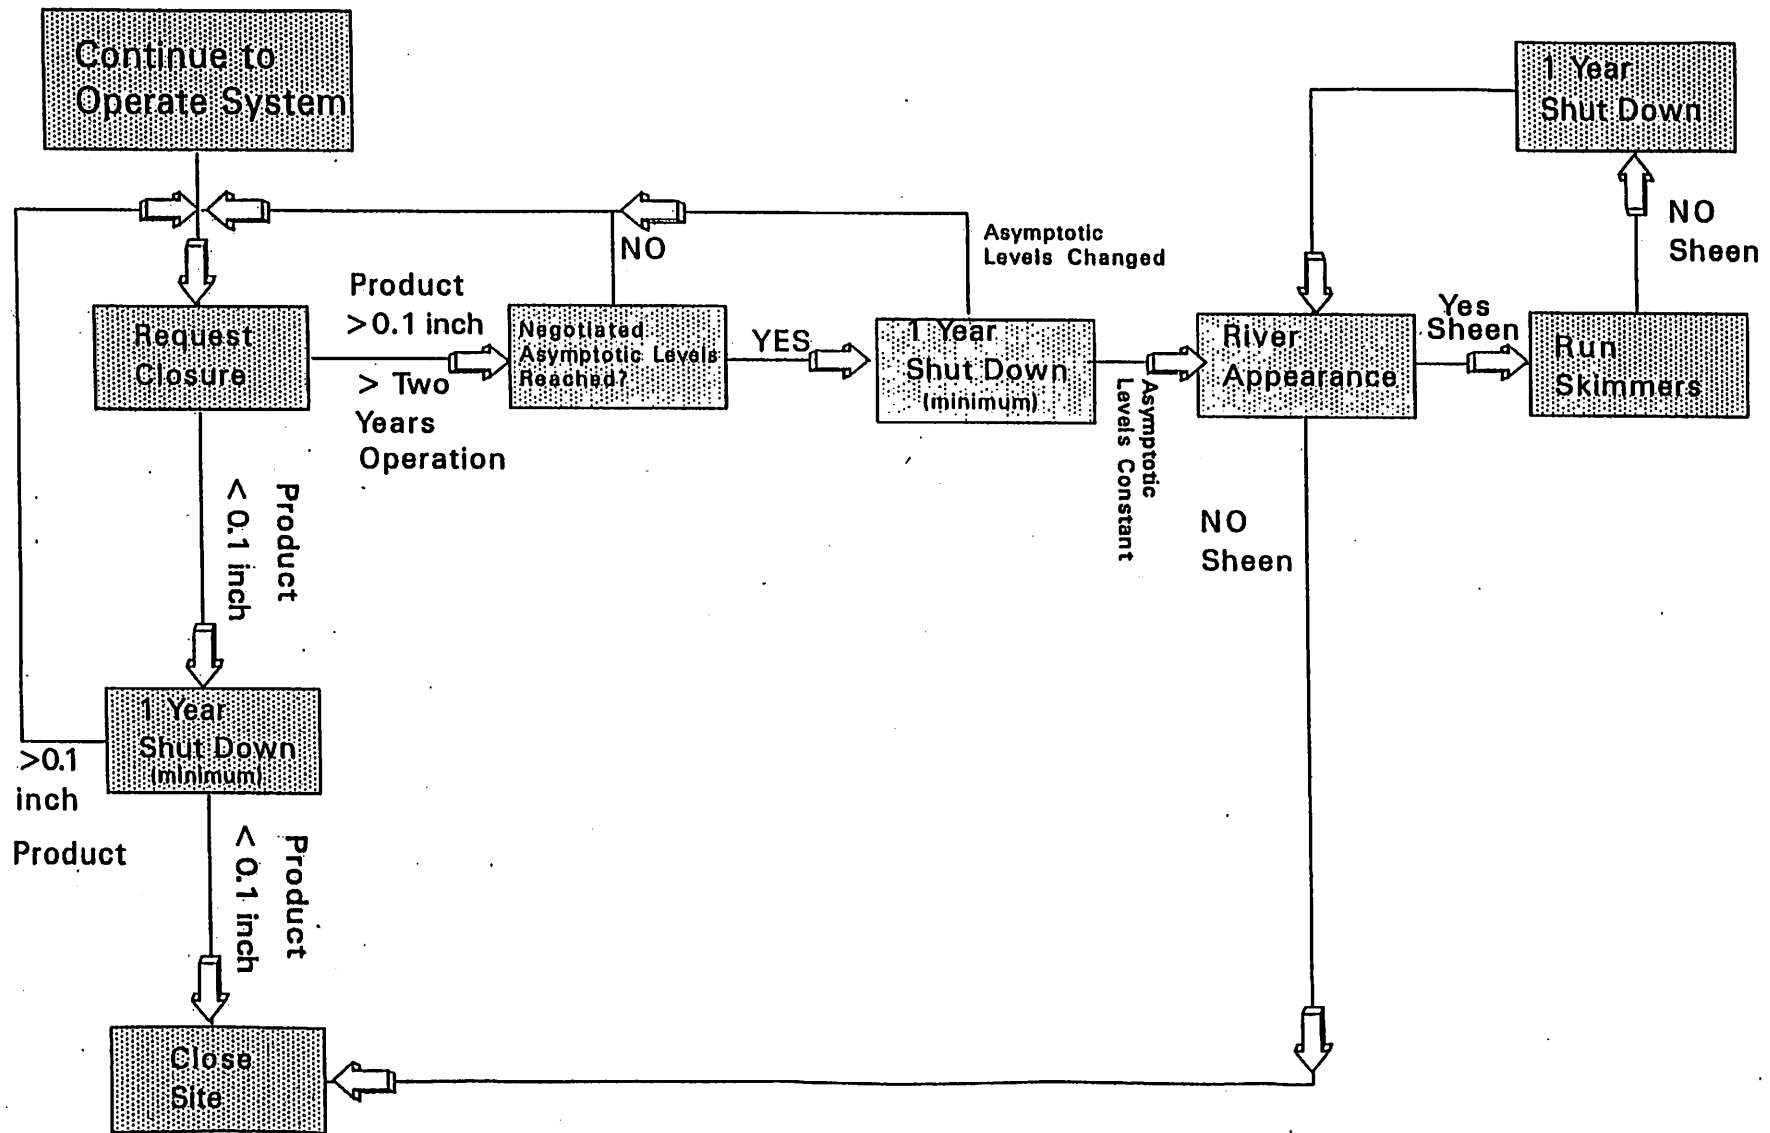 Continue to
Operate System
1 Year
Shut Down
NO
Sheen
NO
Asymptotic
Levels Changed
Request
Closure
Product
>0.1 inch
> Two
Years
Operation
Negotiated
Asymptotic Levels
Reached?
YES
1 Year
Shut Down
(minimum)
Asymptotic
Levels Constant
River
Appearance
Yes
Sheen
Run
Skimmers
Product
< 0.1 inch
NO
Sheen
1 Year
Shut Down
(minimum)
>0.1
inch
Product
Product
< 0.1 inch
Close
Site